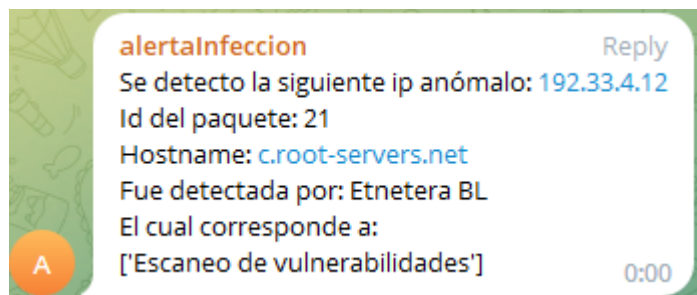 alertaInfeccion Reply
Se detecto la siguiente ip anómalo: 192.33.4.12
Id del paquete: 21
Hostname: c.root-servers.net
Fue detectada por: Etnetera BL
El cual corresponde a:
['Escaneo de vulnerabilidades']
A
0:00